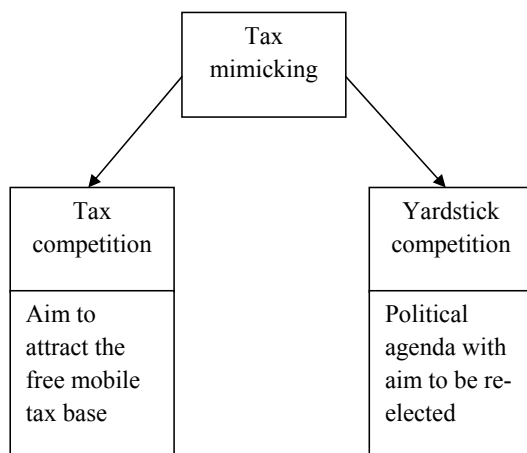 Tax
mimicking
Tax
competition
Aim to
attract the
free mobile
tax base
Yardstick
competition
Political
agenda with
aim to be re-
elected